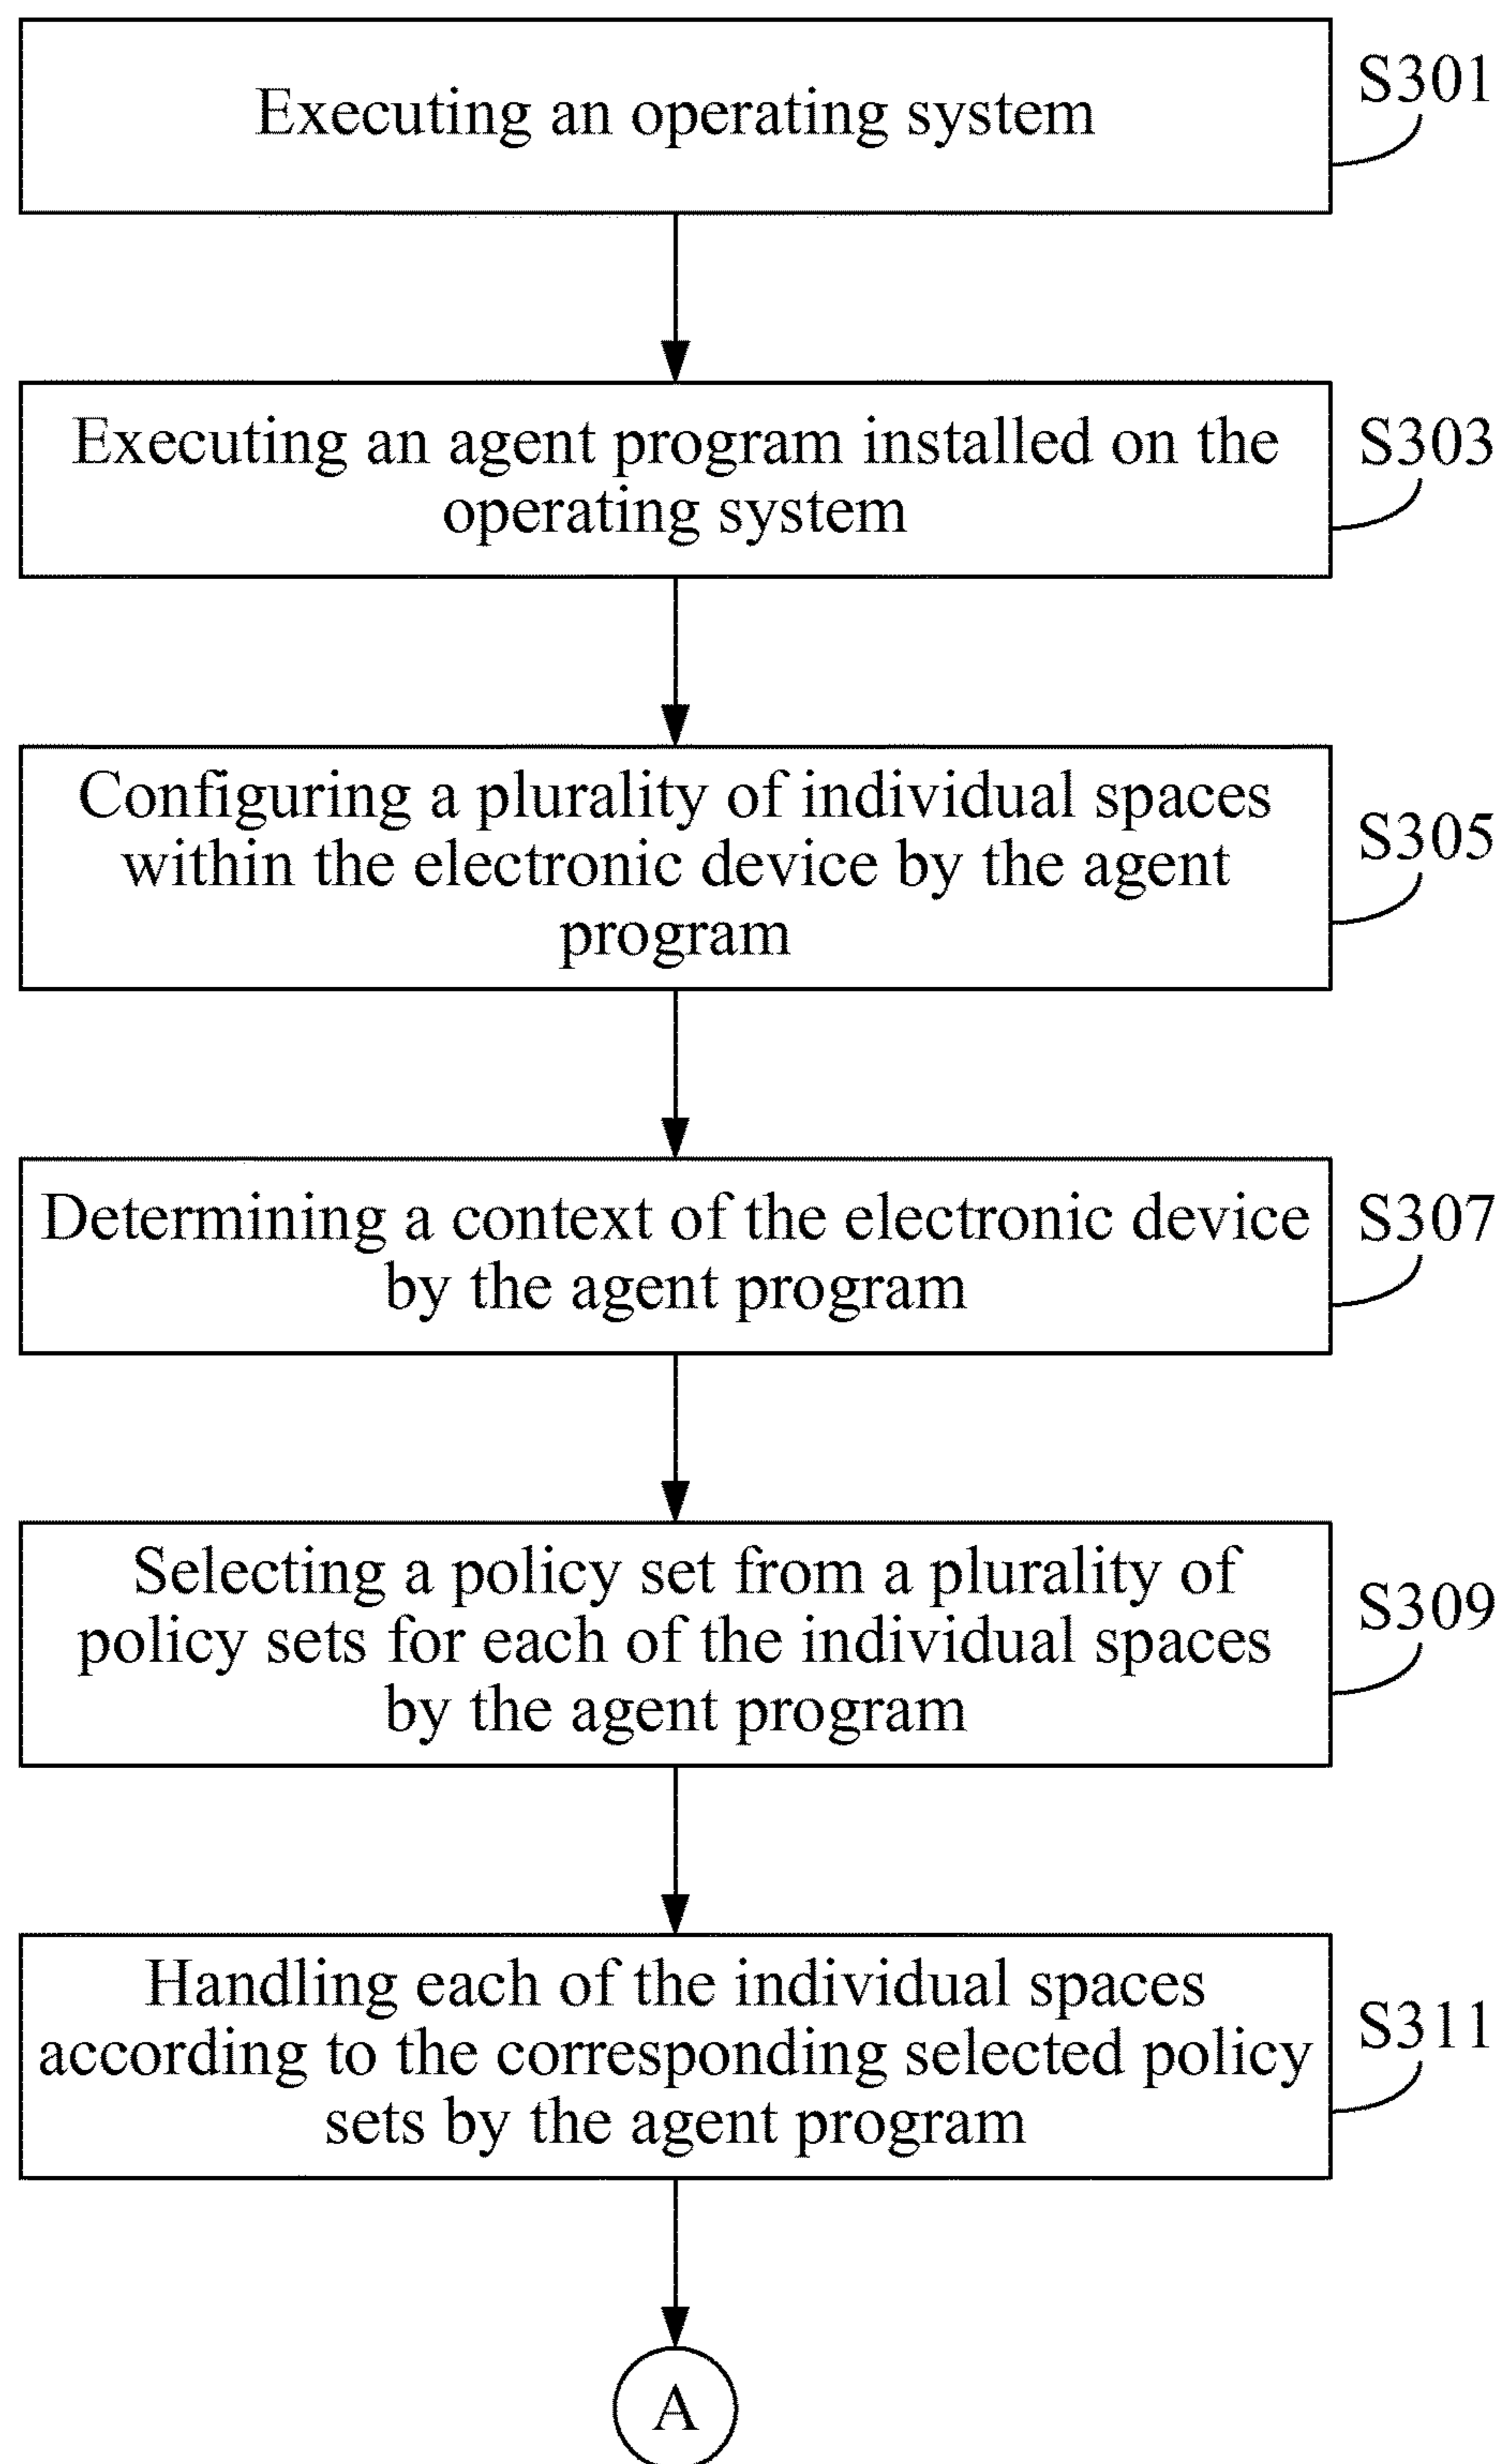 Executing an operating system
S301
Executing an agent program installed on the
operating system
S303
Configuring a plurality of individual spaces
within the electronic device by the agent
program
S305
Determining a context of the electronic device
by the agent program
S307
Selecting a policy set from a plurality of
policy sets for each of the individual spaces
by the agent program
S309
Handling each of the individual spaces
according to the corresponding selected policy
sets by the agent program
S311
A